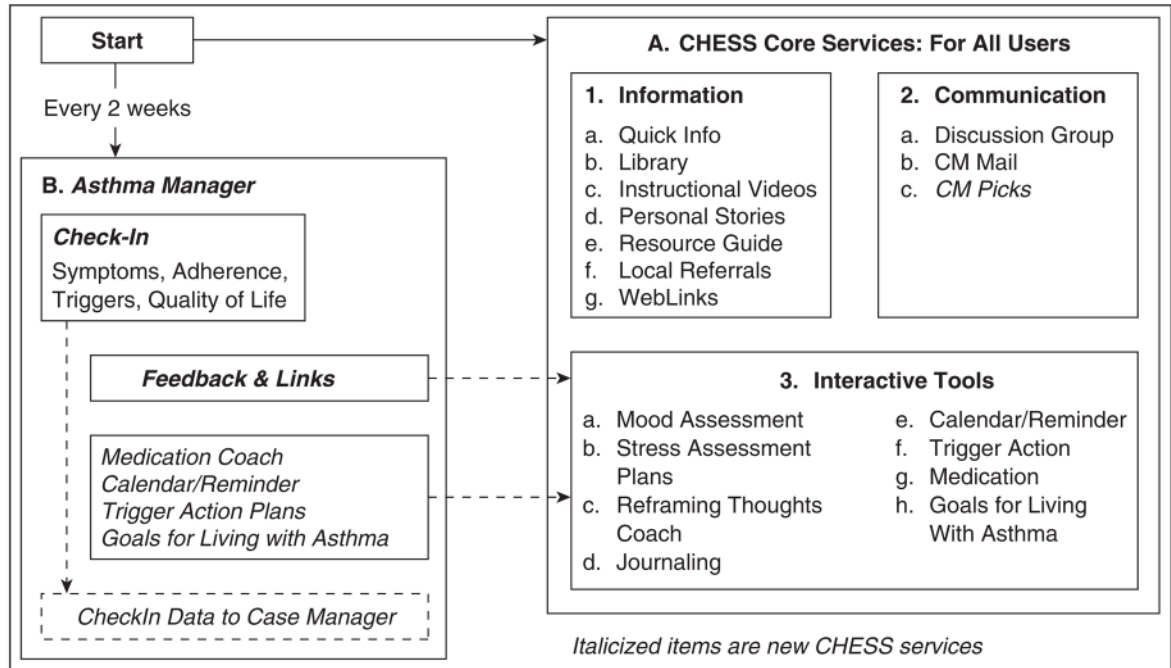 Start
Every 2 weeks
B. Asthma Manager
Check-In
Symptoms, Adherence,
Triggers, Quality of Life
Feedback & Links
Medication Coach
Calendar/Reminder
Trigger Action Plans
Goals for Living with Asthma
CheckIn Data to Case Manager
A. CHESS Core Services: For All Users
1. Information
a. Quick Info
b. Library
c. Instructional Videos
d. Personal Stories
e. Resource Guide
f. Local Referrals
g. WebLinks
2. Communication
a. Discussion Group
b. CM Mail
c. CM Picks
3. Interactive Tools
a. Mood Assessment
b. Stress Assessment
Plans
c. Reframing Thoughts
Coach
d. Journaling
e. Calendar/Reminder
f. Trigger Action
g. Medication
h. Goals for Living
With Asthma
Italicized items are new CHESS services